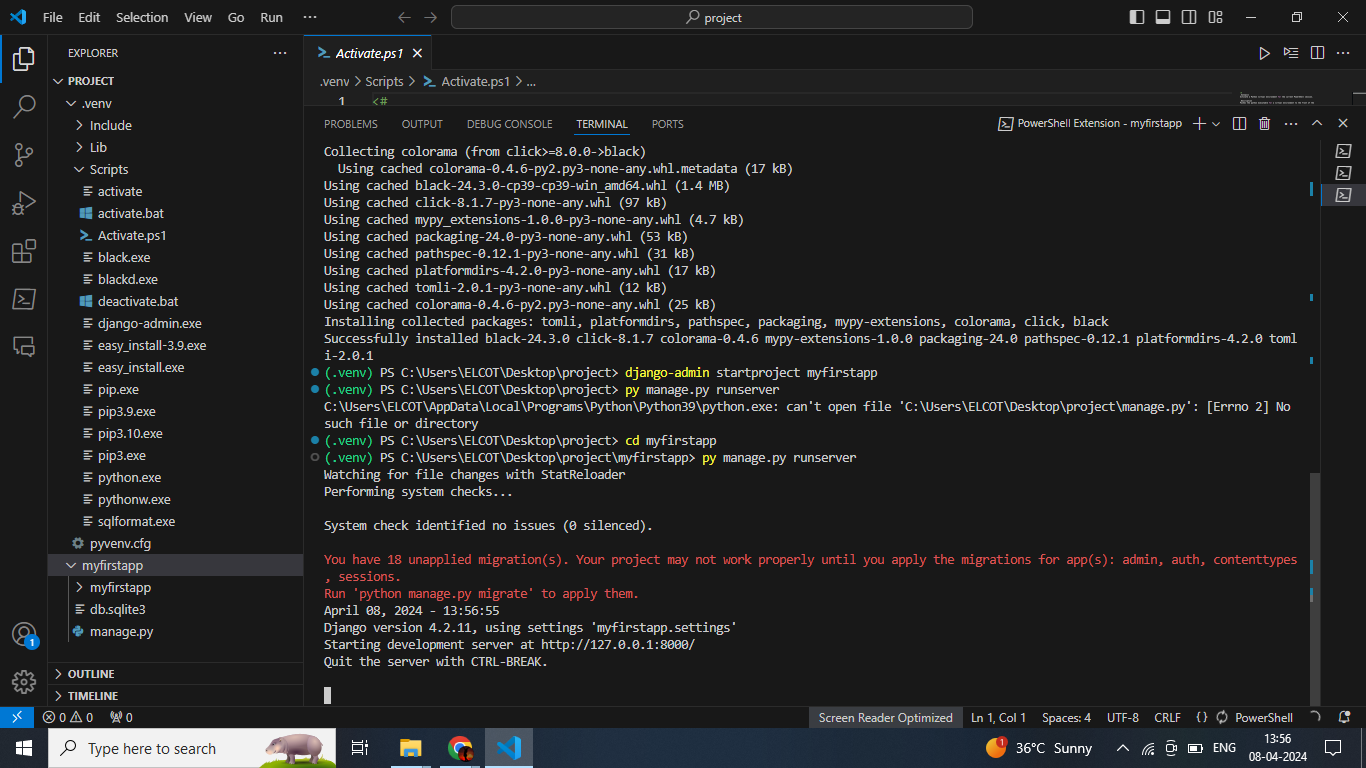 File Edit Selection View Go Run ···
project
EXPLORER ···
PROJECT
.venv
Include
Lib
Scripts
activate
activate.bat
Activate.ps1
black.exe
blackd.exe
deactivate.bat
django-admin.exe
easy_install-3.9.exe
easy_install.exe
pip.exe
pip3.9.exe
pip3.10.exe
pip3.exe
python.exe
pythonw.exe
sqlformat.exe
pyvenv.cfg
myfirstapp
myfirstapp
db.sqlite3
manage.py
OUTLINE
TIMELINE
1
Activate.ps1
.venv > Scripts > Activate.ps1 > ...
1 <#
PROBLEMS OUTPUT DEBUG CONSOLE TERMINAL PORTS
PowerShell Extension - myfirstapp
Collecting colorama (from click>=8.0.0->black)
Using cached colorama-0.4.6-py2.py3-none-any.whl.metadata (17 kB)
Using cached black-24.3.0-cp39-cp39-win_amd64.whl (1.4 MB)
Using cached click-8.1.7-py3-none-any.whl (97 kB)
Using cached mypy_extensions-1.0.0-py3-none-any.whl (4.7 kB)
Using cached packaging-24.0-py3-none-any.whl (53 kB)
Using cached pathspec-0.12.1-py3-none-any.whl (31 kB)
Using cached platformdirs-4.2.0-py3-none-any.whl (17 kB)
Using cached tomli-2.0.1-py3-none-any.whl (12 kB)
Using cached colorama-0.4.6-py2.py3-none-any.whl (25 kB)
Installing collected packages: tomli, platformdirs, pathspec, packaging, mypy-extensions, colorama, click, black
Successfully installed black-24.3.0 click-8.1.7 colorama-0.4.6 mypy-extensions-1.0.0 packaging-24.0 pathspec-0.12.1 platformdirs-4.2.0 toml
i-2.0.1
(.venv) PS C:\Users\ELCOT\Desktop\project> django-admin startproject myfirstapp
(.venv) PS C:\Users\ELCOT\Desktop\project> py manage.py runserver
C:\Users\ELCOT\AppData\Local\Programs\Python\Python39\python.exe: can't open file 'C:\Users\ELCOT\Desktop\project\manage.py': [Errno 2] No
such file or directory
(.venv) PS C:\Users\ELCOT\Desktop\project> cd myfirstapp
(.venv) PS C:\Users\ELCOT\Desktop\project\myfirstapp> py manage.py runserver
Watching for file changes with StatReloader
Performing system checks...
System check identified no issues (0 silenced).
You have 18 unapplied migration(s). Your project may not work properly until you apply the migrations for app(s): admin, auth, contenttypes
, sessions.
Run 'python manage.py migrate' to apply them.
April 08, 2024 - 13:56:55
Django version 4.2.11, using settings 'myfirstapp.settings'
Starting development server at http://127.0.0.1:8000/
Quit the server with CTRL-BREAK.
0 0 0 Screen Reader Optimized Ln 1, Col 1 Spaces: 4 UTF-8 CRLF {} PowerShell
Type here to search 1 36°C Sunny ENG 13:56
08-04-2024